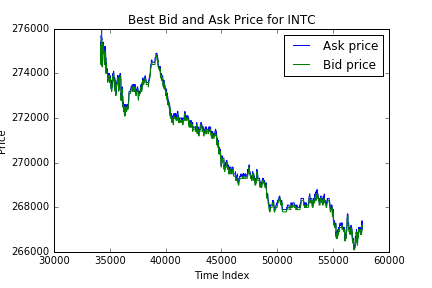 Best Bid and Ask Price for INTC
276000
274000
272000
270000
268000
266000
Price
Ask price
Bid price
30000 35000 40000 45000 50000 55000 60000
Time Index